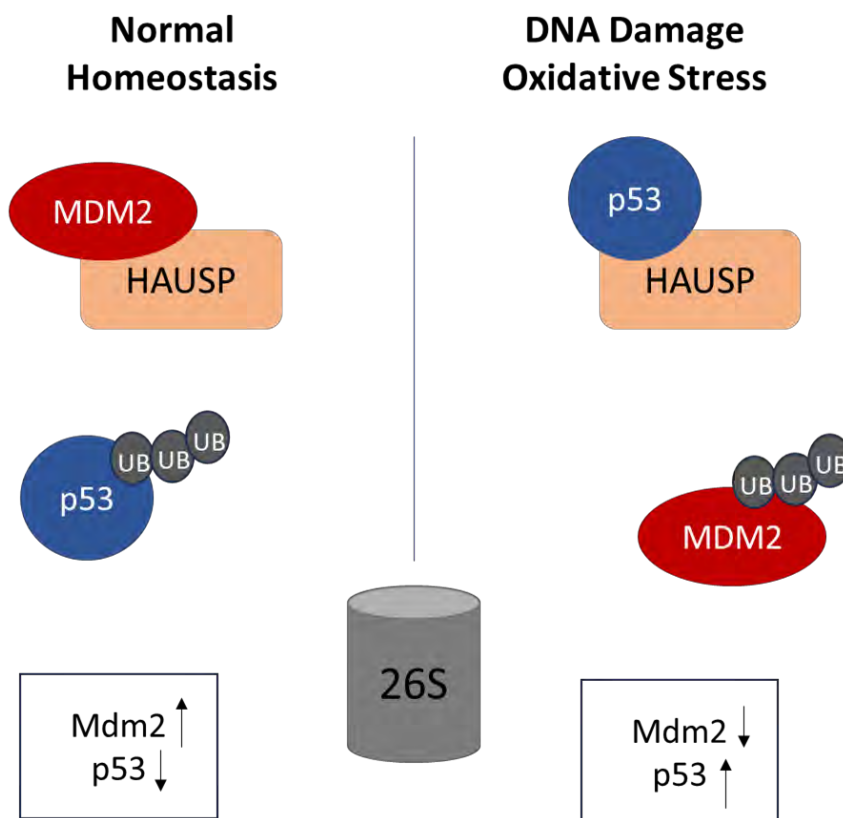 Normal
Homeostasis
MDM2
HAUSP
p53
UB
UB
UB
Mdm2
p53
26S
DNA Damage
Oxidative Stress
p53
HAUSP
UB
UB
UB
MDM2
Mdm2
p53